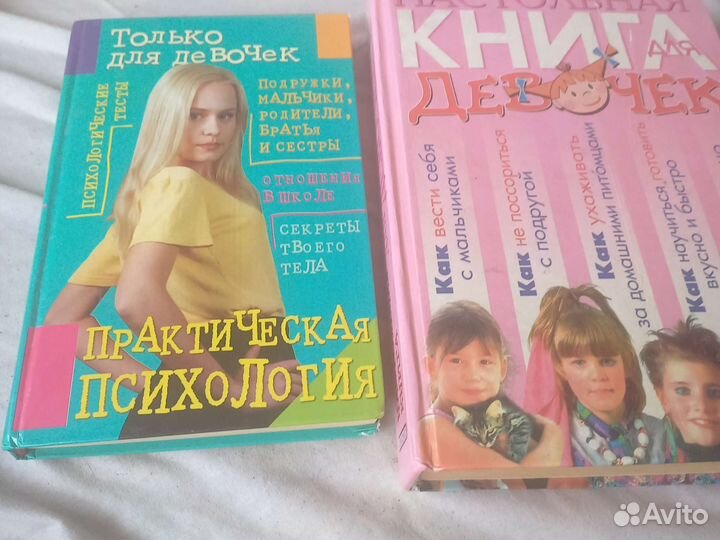 Только
для девочек
Психологические
тесты
Подружки,
мальчики,
родители,
братья
и сестры
Отношения
в школе
Секреты
твоего
тела
Практическая
психология
НАСТОЛЬНАЯ
КНИГА
ДЛЯ
ДЕВОЧЕК
Как вести себя
с мальчиками
Как не поссориться
с подругой
Как ухаживать
за домашними питомцами
Как научиться готовить
вкусно и быстро
Avito